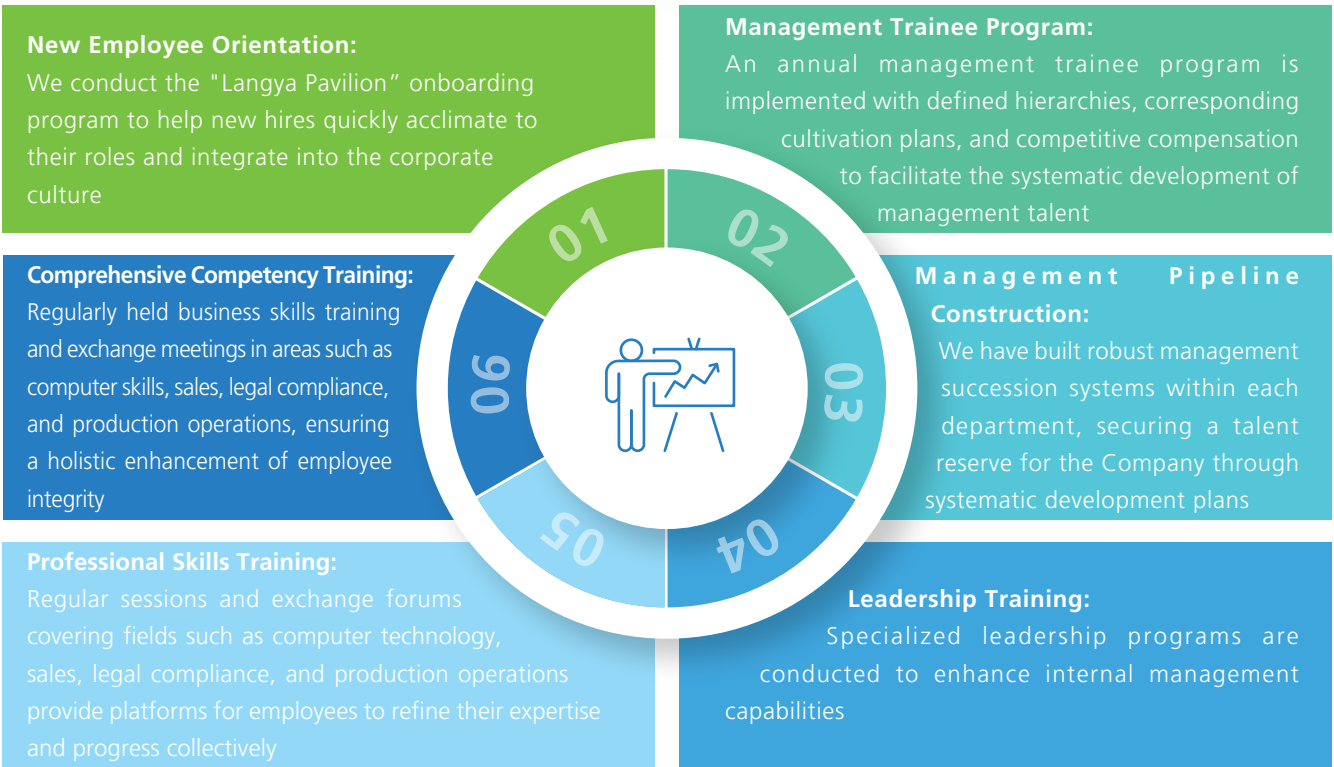 New Employee Orientation:
We conduct the "Langya Pavilion” onboarding
program to help new hires quickly acclimate to
their roles and integrate into the corporate
culture
Management Trainee Program:
An annual management trainee program is
implemented with defined hierarchies, corresponding
cultivation plans, and competitive compensation
to facilitate the systematic development of
management talent
01
02
Comprehensive Competency Training:
Regularly held business skills training
and exchange meetings in areas such as
computer skills, sales, legal compliance,
and production operations, ensuring
a holistic enhancement of employee
integrity
06
03
Management Pipeline
Construction:
We have built robust management
succession systems within each
department, securing a talent
reserve for the Company through
systematic development plans
05
04
Professional Skills Training:
Regular sessions and exchange forums
covering fields such as computer technology,
sales, legal compliance, and production operations
provide platforms for employees to refine their expertise
and progress collectively
Leadership Training:
Specialized leadership programs are
conducted to enhance internal management
capabilities